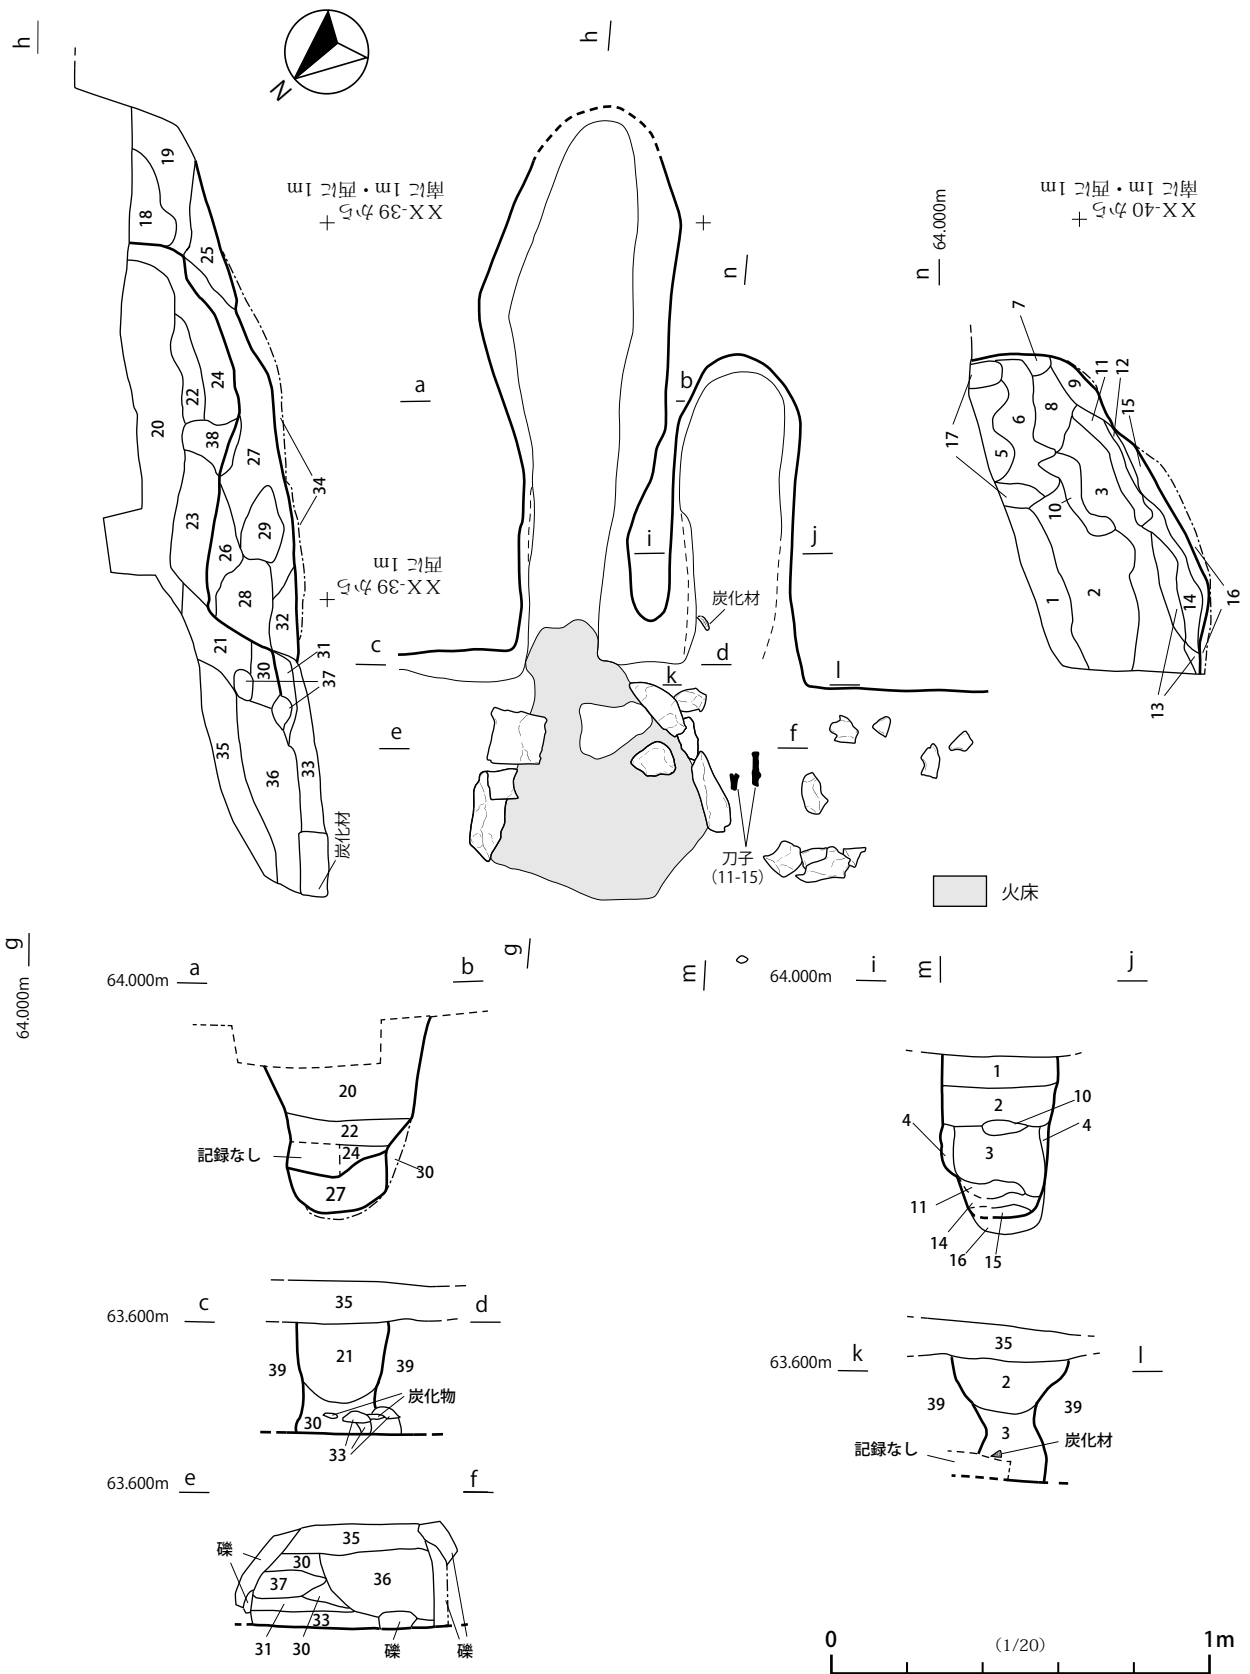 h
h
N
XX-39から
南に 1m・西に 1m
XX-40から
南に 1m・西に 1m
n
n
64.000m
19
18
25
20
22
24
38
27
34
23
26
29
28
32
21
30
31
37
35
36
33
炭化材
XX-39から
西に 1m
a
b
i
j
炭化材
c
d
k
l
e
f
刀子
(11-15)
火床
7
9
11
12
15
6
8
17
5
3
10
1
2
14
16
13
g
64.000m
g
m
m
64.000m
a
b
20
22
記録なし
24
30
27
64.000m
i
j
1
2
10
4
4
3
11
14
16
15
63.600m
c
d
35
21
39
39
炭化物
30
33
63.600m
k
l
35
2
39
39
3
記録なし
炭化材
63.600m
e
f
礫
35
30
37
36
33
31
30
礫
礫
0
(1/20)
1m